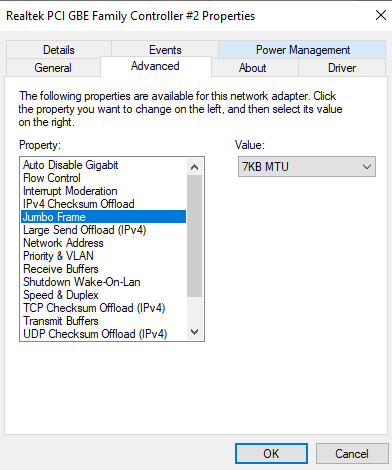 Realtek PCI GBE Family Controller #2 Properties
Details
Events
Power Management
General
Advanced
About
Driver
The following properties are available for this network adapter. Click
the property you want to change on the left, and then select its value
on the right.
Property:
Value:
Auto Disable Gigabit
Flow Control
Interrupt Moderation
IPv4 Checksum Offload
Jumbo Frame
Large Send Offload (IPv4)
Network Address
Priority & VLAN
Receive Buffers
Shutdown Wake-On-Lan
Speed & Duplex
TCP Checksum Offload (IPv4)
Transmit Buffers
UDP Checksum Offload (IPv4)
7KB MTU
OK
Cancel